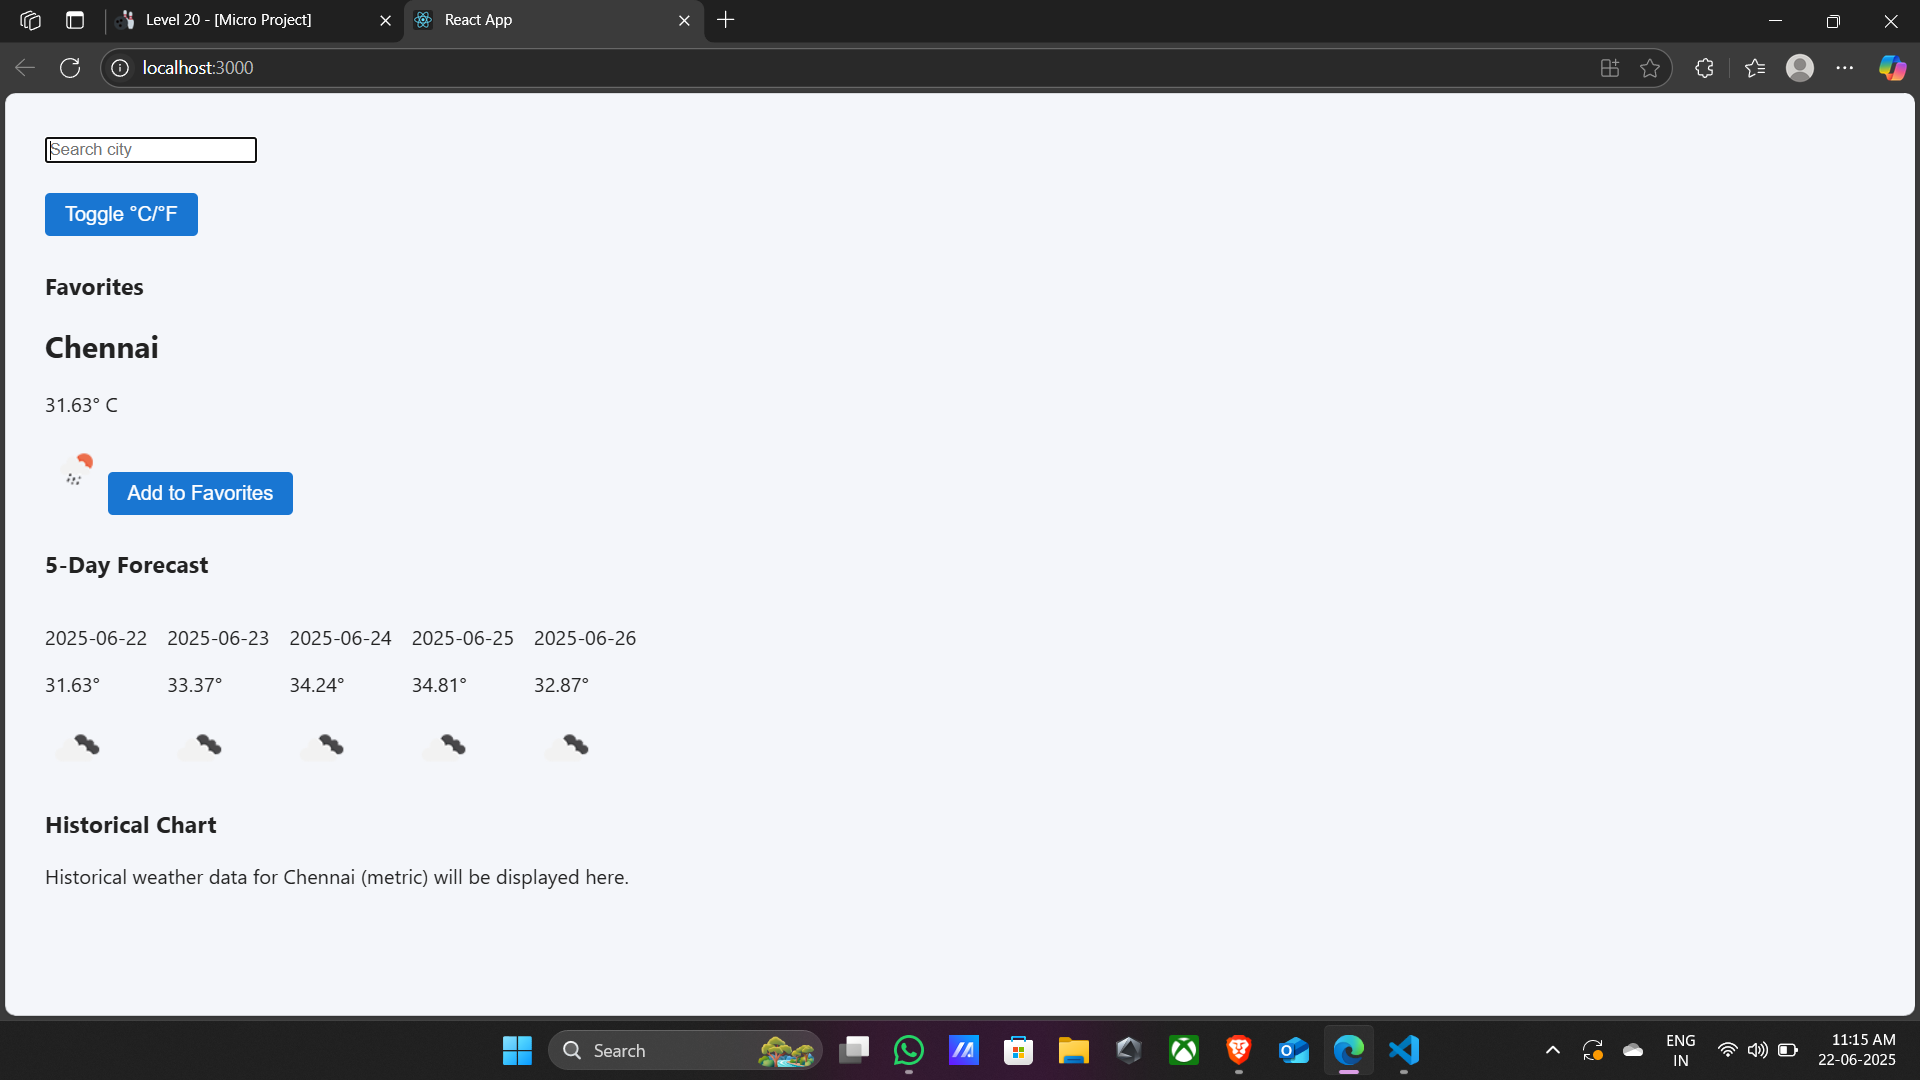 Level 20 - [Micro Project]
React App
localhost:3000
Search city
Toggle °C/°F
Favorites
Chennai
31.63° C
Add to Favorites
5-Day Forecast
2025-06-22 2025-06-23 2025-06-24 2025-06-25 2025-06-26
31.63° 33.37° 34.24° 34.81° 32.87°
Historical Chart
Historical weather data for Chennai (metric) will be displayed here.
Search
ENG
IN
11:15 AM
22-06-2025